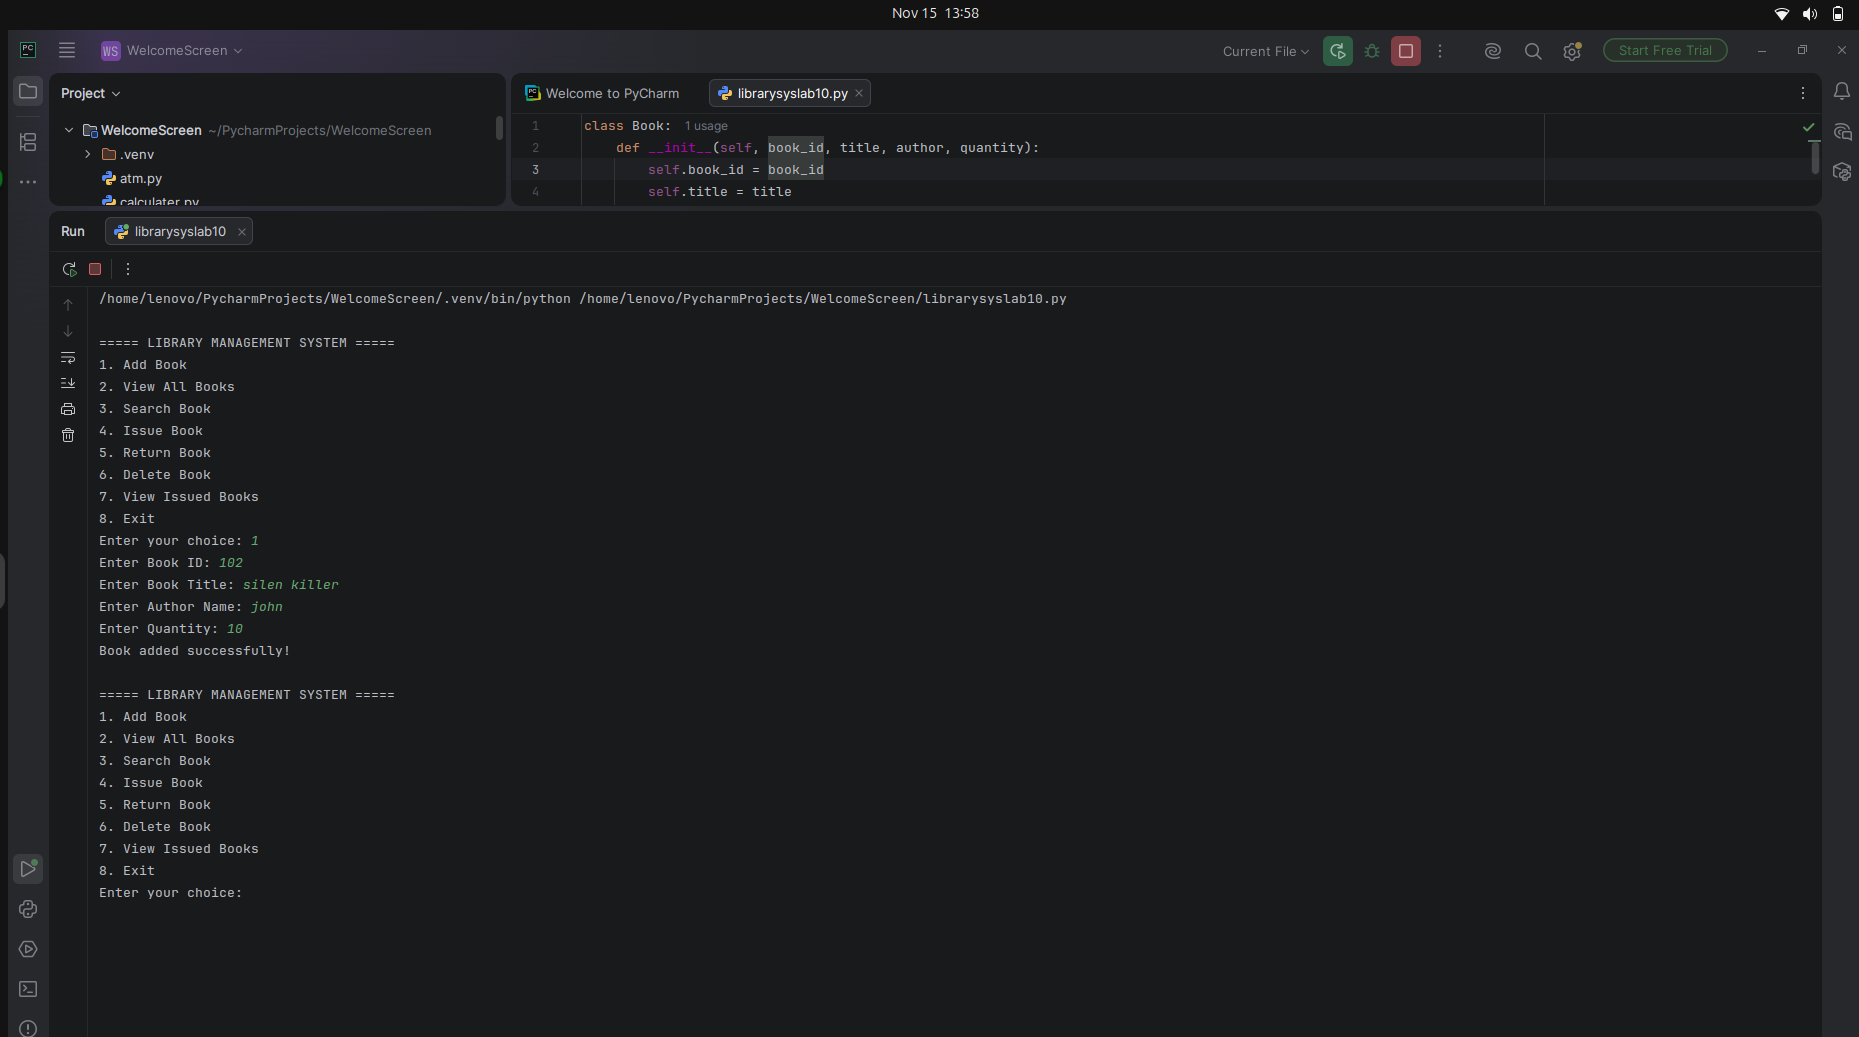 Nov 15 13:58
PC
WS WelcomeScreen
Current File
Start Free Trial
Project
WelcomeScreen ~/PycharmProjects/WelcomeScreen
.venv
atm.py
calculater.py
Welcome to PyCharm
librarysyslab10.py
1 class Book: 1 usage
2 def __init__(self, book_id, title, author, quantity):
3 self.book_id = book_id
4 self.title = title
Run librarysyslab10
/home/lenovo/PycharmProjects/WelcomeScreen/.venv/bin/python /home/lenovo/PycharmProjects/WelcomeScreen/librarysyslab10.py
===== LIBRARY MANAGEMENT SYSTEM =====
1. Add Book
2. View All Books
3. Search Book
4. Issue Book
5. Return Book
6. Delete Book
7. View Issued Books
8. Exit
Enter your choice: 1
Enter Book ID: 102
Enter Book Title: silen killer
Enter Author Name: john
Enter Quantity: 10
Book added successfully!
===== LIBRARY MANAGEMENT SYSTEM =====
1. Add Book
2. View All Books
3. Search Book
4. Issue Book
5. Return Book
6. Delete Book
7. View Issued Books
8. Exit
Enter your choice: